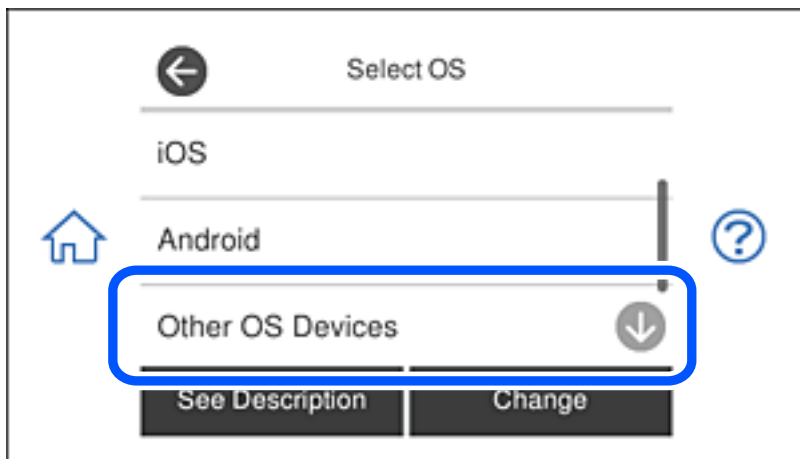 Select OS
iOS
Android
Other OS Devices
See Description Change